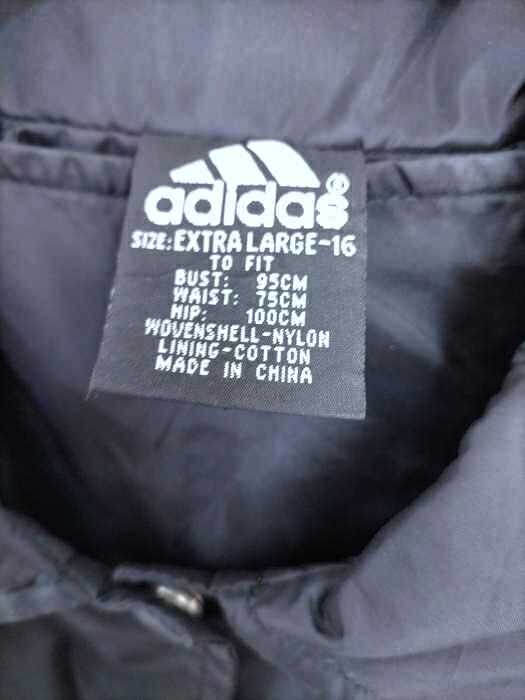 adidas®
SIZE: EXTRA LARGE-16
TO FIT
BUST: 95CM
WAIST: 75CM
HIP: 100CM
WOVENSHELL-NYLON
LINING-COTTON
MADE IN CHINA